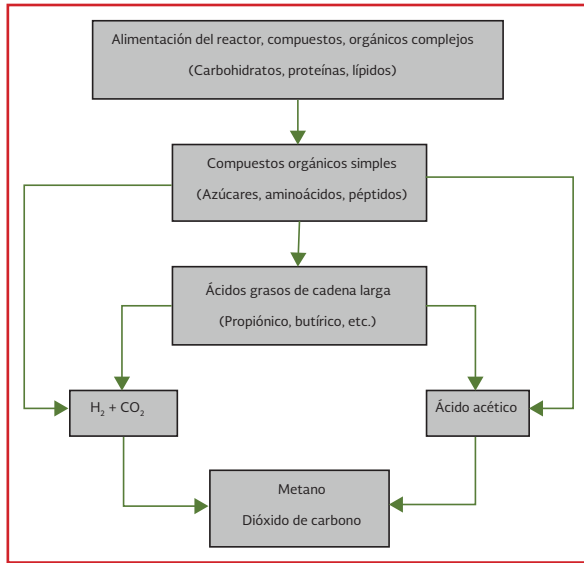 Alimentación del reactor, compuestos, orgánicos complejos
(Carbohidratos, proteínas, lípidos)
Compuestos orgánicos simples
(Azúcares, aminoácidos, péptidos)
Ácidos grasos de cadena larga
(Propiónico, butírico, etc.)
H₂ + CO₂
Ácido acético
Metano
Dióxido de carbono